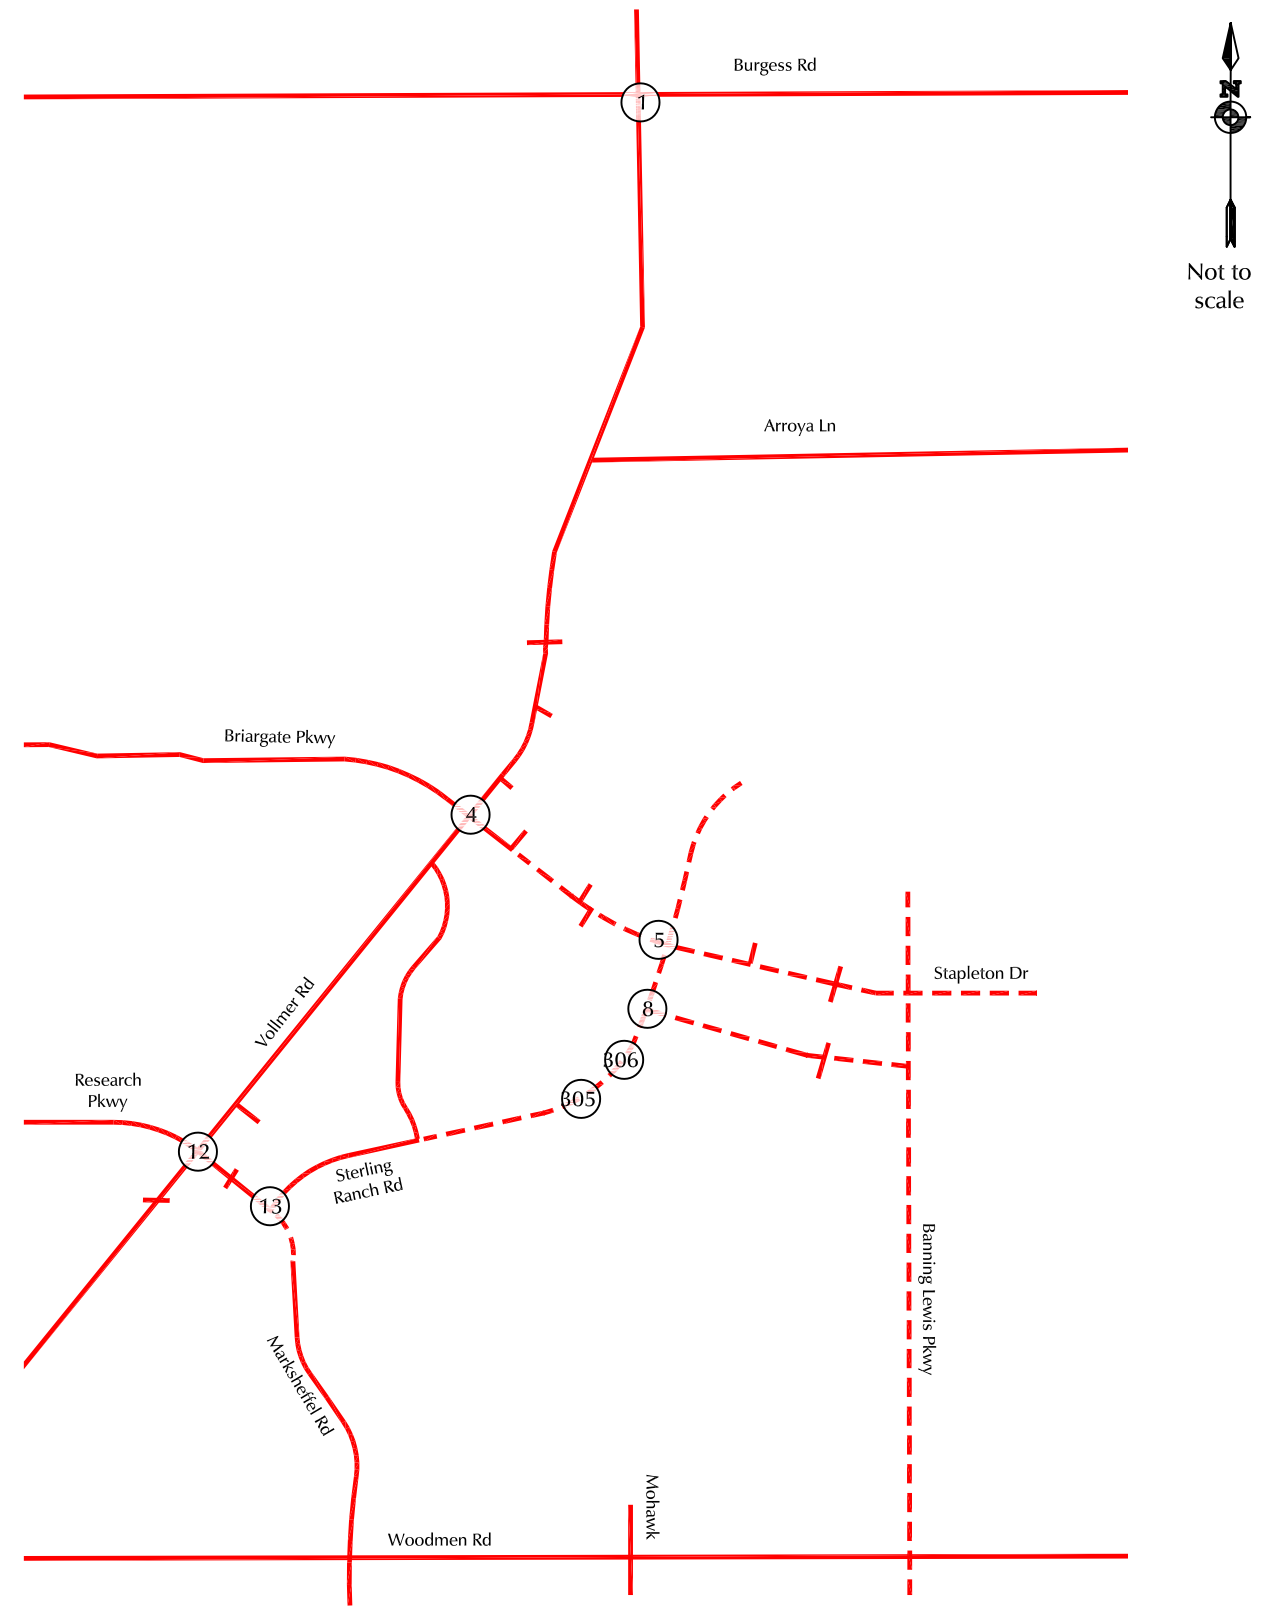 Burgess Rd
N
1
Not to
scale
Arroya Ln
Briargate Pkwy
4
5
Stapleton Dr
Vollmer Rd
8
306
Research
Pkwy
305
12
Sterling
Ranch Rd
13
Banning Lewis Pkwy
Marksheffel Rd
Mohawk
Woodmen Rd